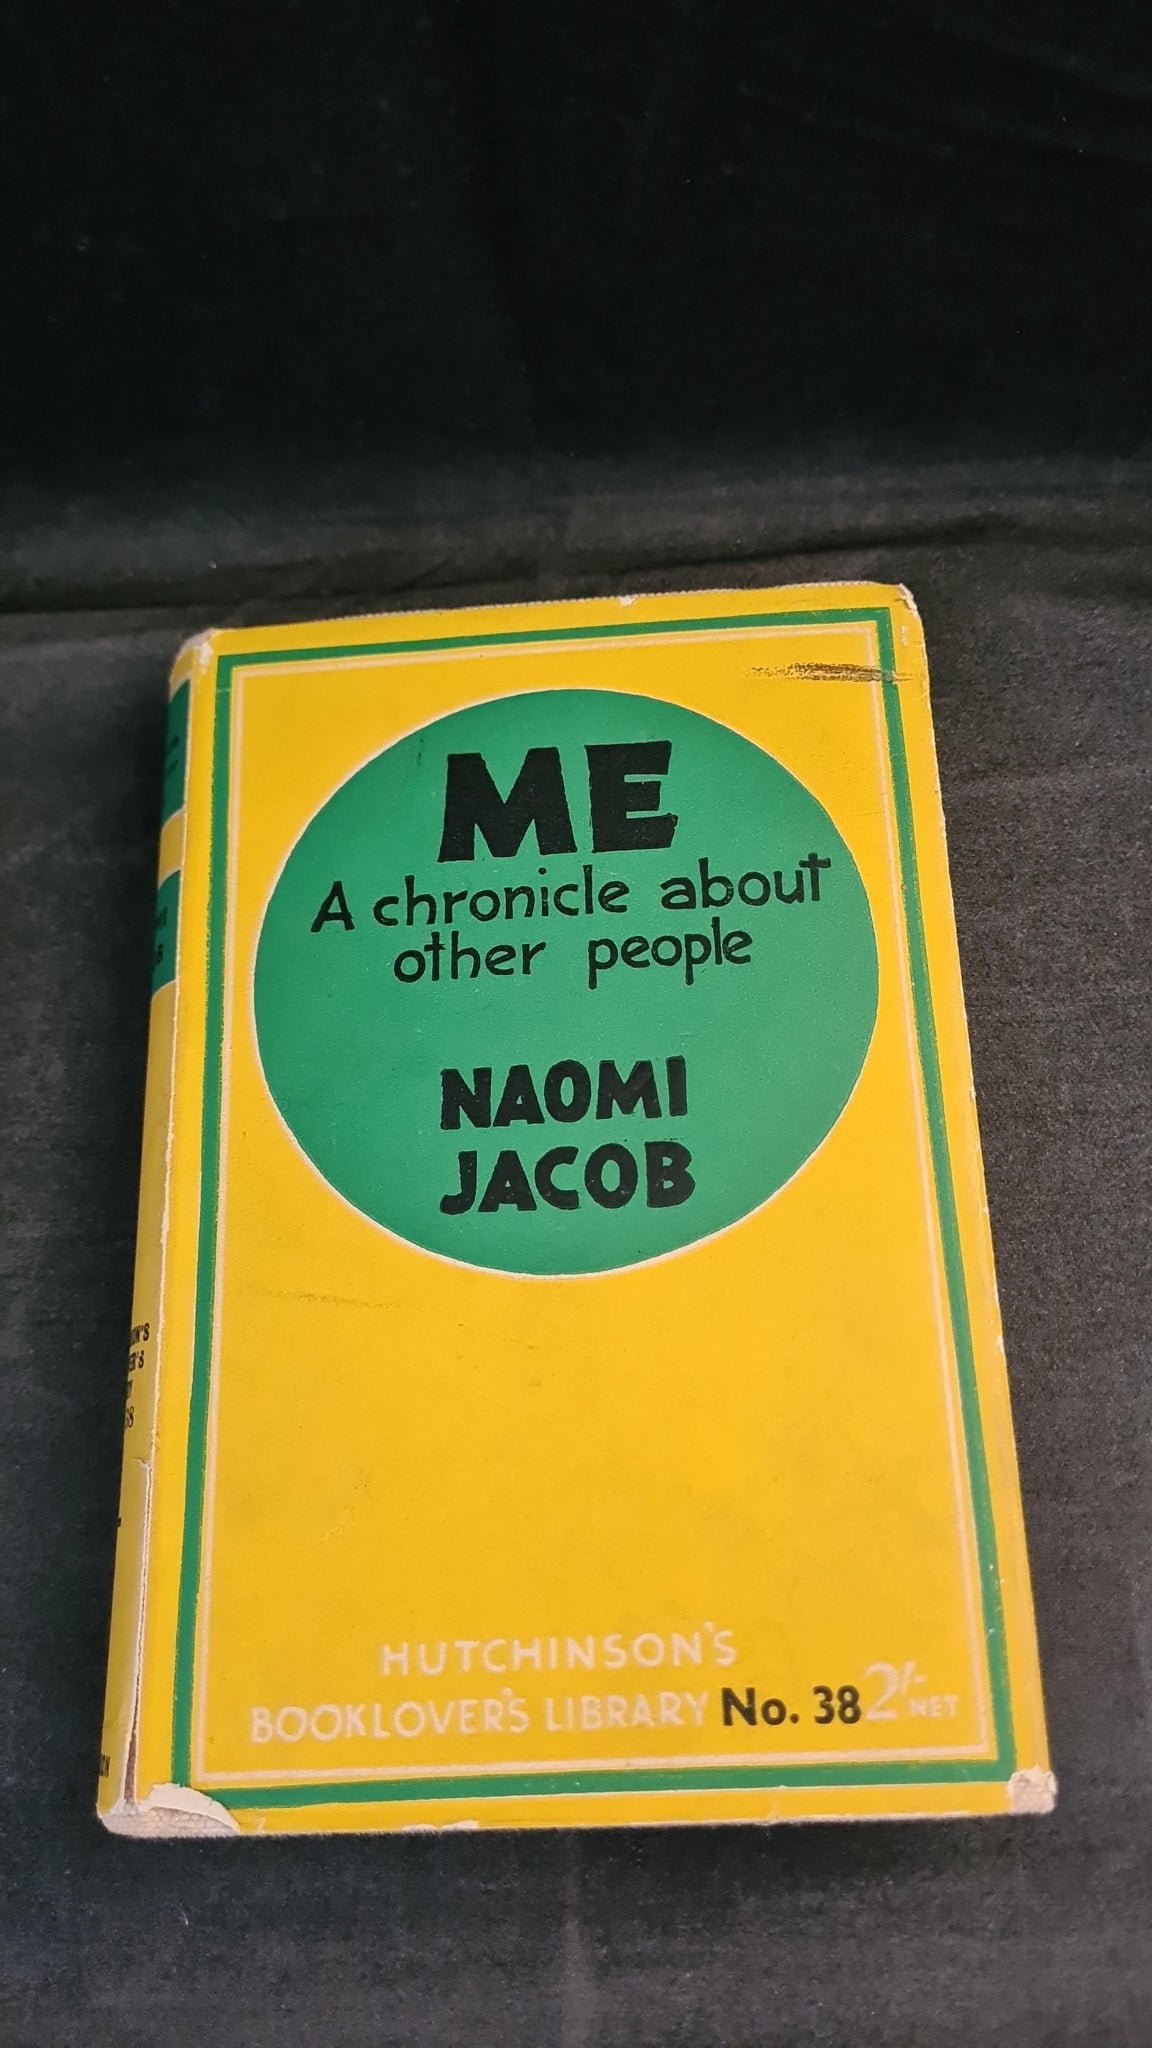 ME
A chronicle about
other people
NAOMI
JACOB
HUTCHINSON'S
BOOKLOVER'S LIBRARY No. 38 2/- NET